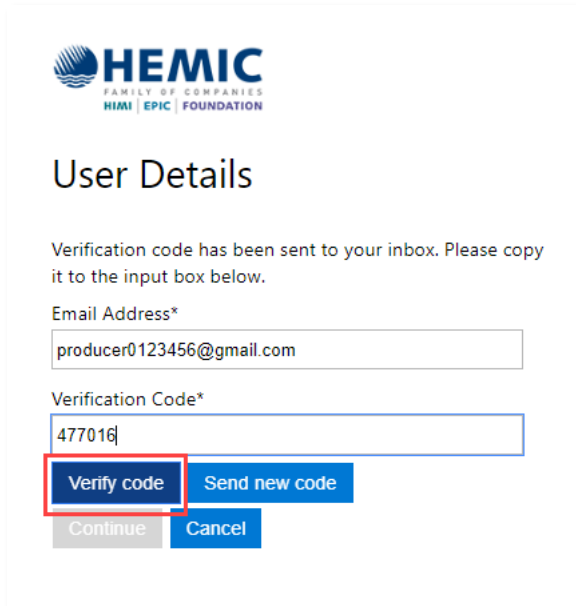 HEMIC
FAMILY OF COMPANIES
HIMI | EPIC | FOUNDATION
User Details
Verification code has been sent to your inbox. Please copy
it to the input box below.
Email Address*
producer0123456@gmail.com
Verification Code*
477016
Verify code Send new code
Continue Cancel